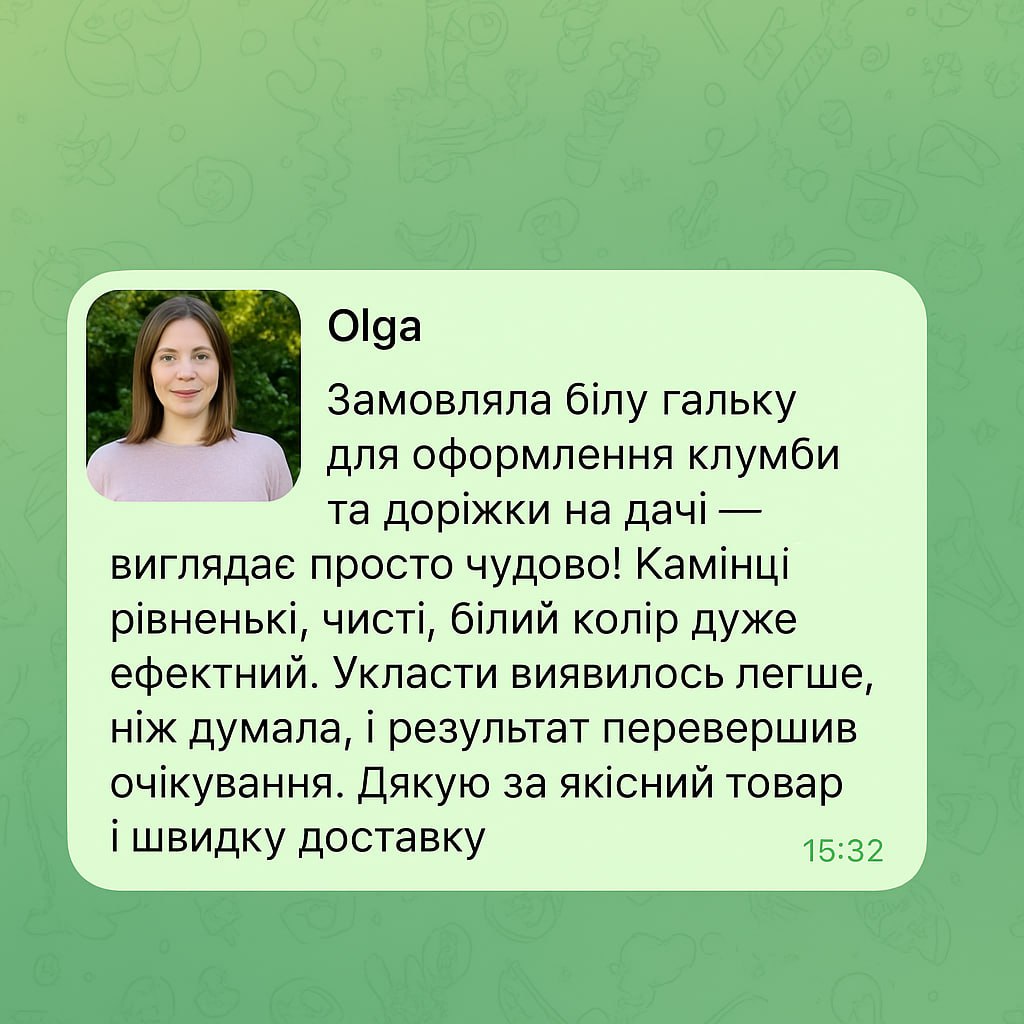 Olga
Замовляла білу гальку
для оформлення клумби
та доріжки на дачі —
виглядає просто чудово! Камінці
рівненькі, чисті, білий колір дуже
ефектний. Укласти виявилось легше,
ніж думала, і результат перевершив
очікування. Дякую за якісний товар
і швидку доставку
15:32